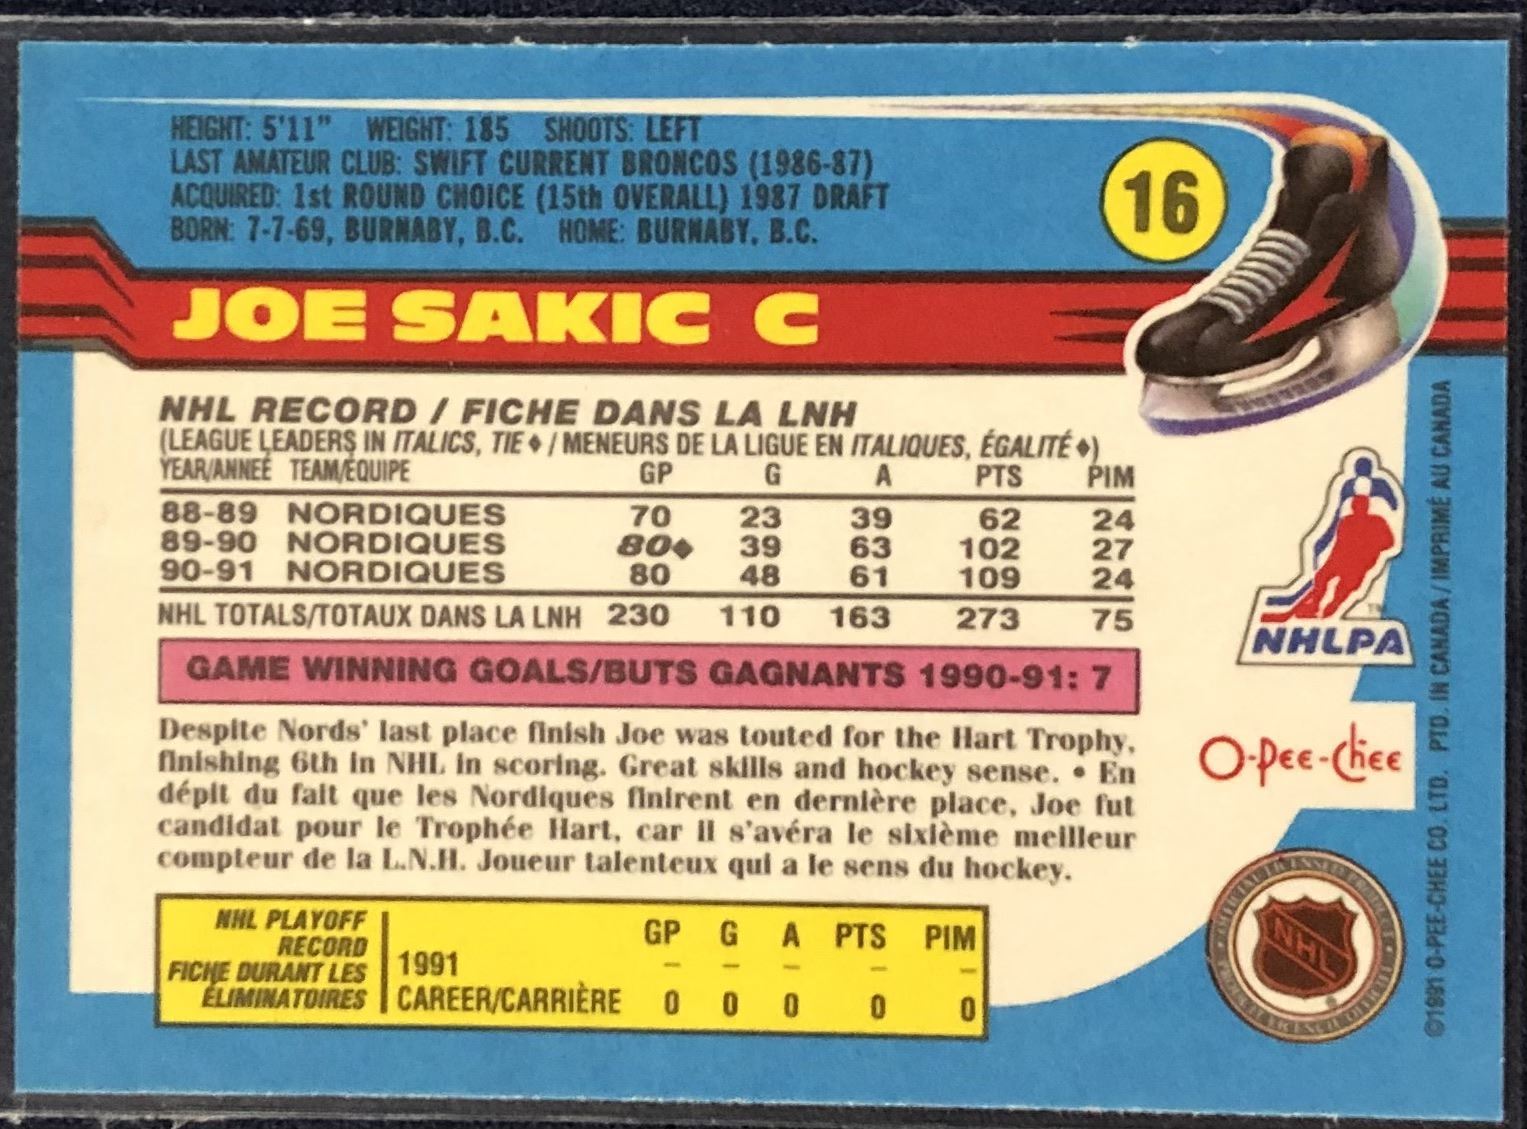 HEIGHT: 5'11" WEIGHT: 185 SHOOTS: LEFT
LAST AMATEUR CLUB: SWIFT CURRENT BRONCOS (1986-87)
ACQUIRED: 1st ROUND CHOICE (15th OVERALL) 1987 DRAFT
BORN: 7-7-69, BURNABY, B.C. HOME: BURNABY, B.C.
16
JOE SAKIC C
NHL RECORD / FICHE DANS LA LNH
(LEAGUE LEADERS IN ITALICS, TIE ♦ / MENEURS DE LA LIGUE EN ITALIQUES, ÉGALITÉ ♦)
YEAR/ANNEÉ TEAM/ÉQUIPE GP G A PTS PIM
88-89 NORDIQUES 70 23 39 62 24
89-90 NORDIQUES 80♦ 39 63 102 27
90-91 NORDIQUES 80 48 61 109 24
NHL TOTALS/TOTAUX DANS LA LNH 230 110 163 273 75
GAME WINNING GOALS/BUTS GAGNANTS 1990-91: 7
Despite Nords' last place finish Joe was touted for the Hart Trophy,
finishing 6th in NHL in scoring. Great skills and hockey sense. • En
dépit du fait que les Nordiques finirent en dernière place, Joe fut
candidat pour le Trophée Hart, car il s'avéra le sixième meilleur
compteur de la L.N.H. Joueur talenteux qui a le sens du hockey.
NHL PLAYOFF
RECORD
FICHE DURANT LES
ÉLIMINATOIRES
GP G A PTS PIM
1991 – – – – –
CAREER/CARRIÈRE 0 0 0 0 0
TM
NHLPA
O-Pee-Chee
NHL
©1991 O-PEE-CHEE CO. LTD. PTD. IN CANADA / IMPRIMÉ AU CANADA